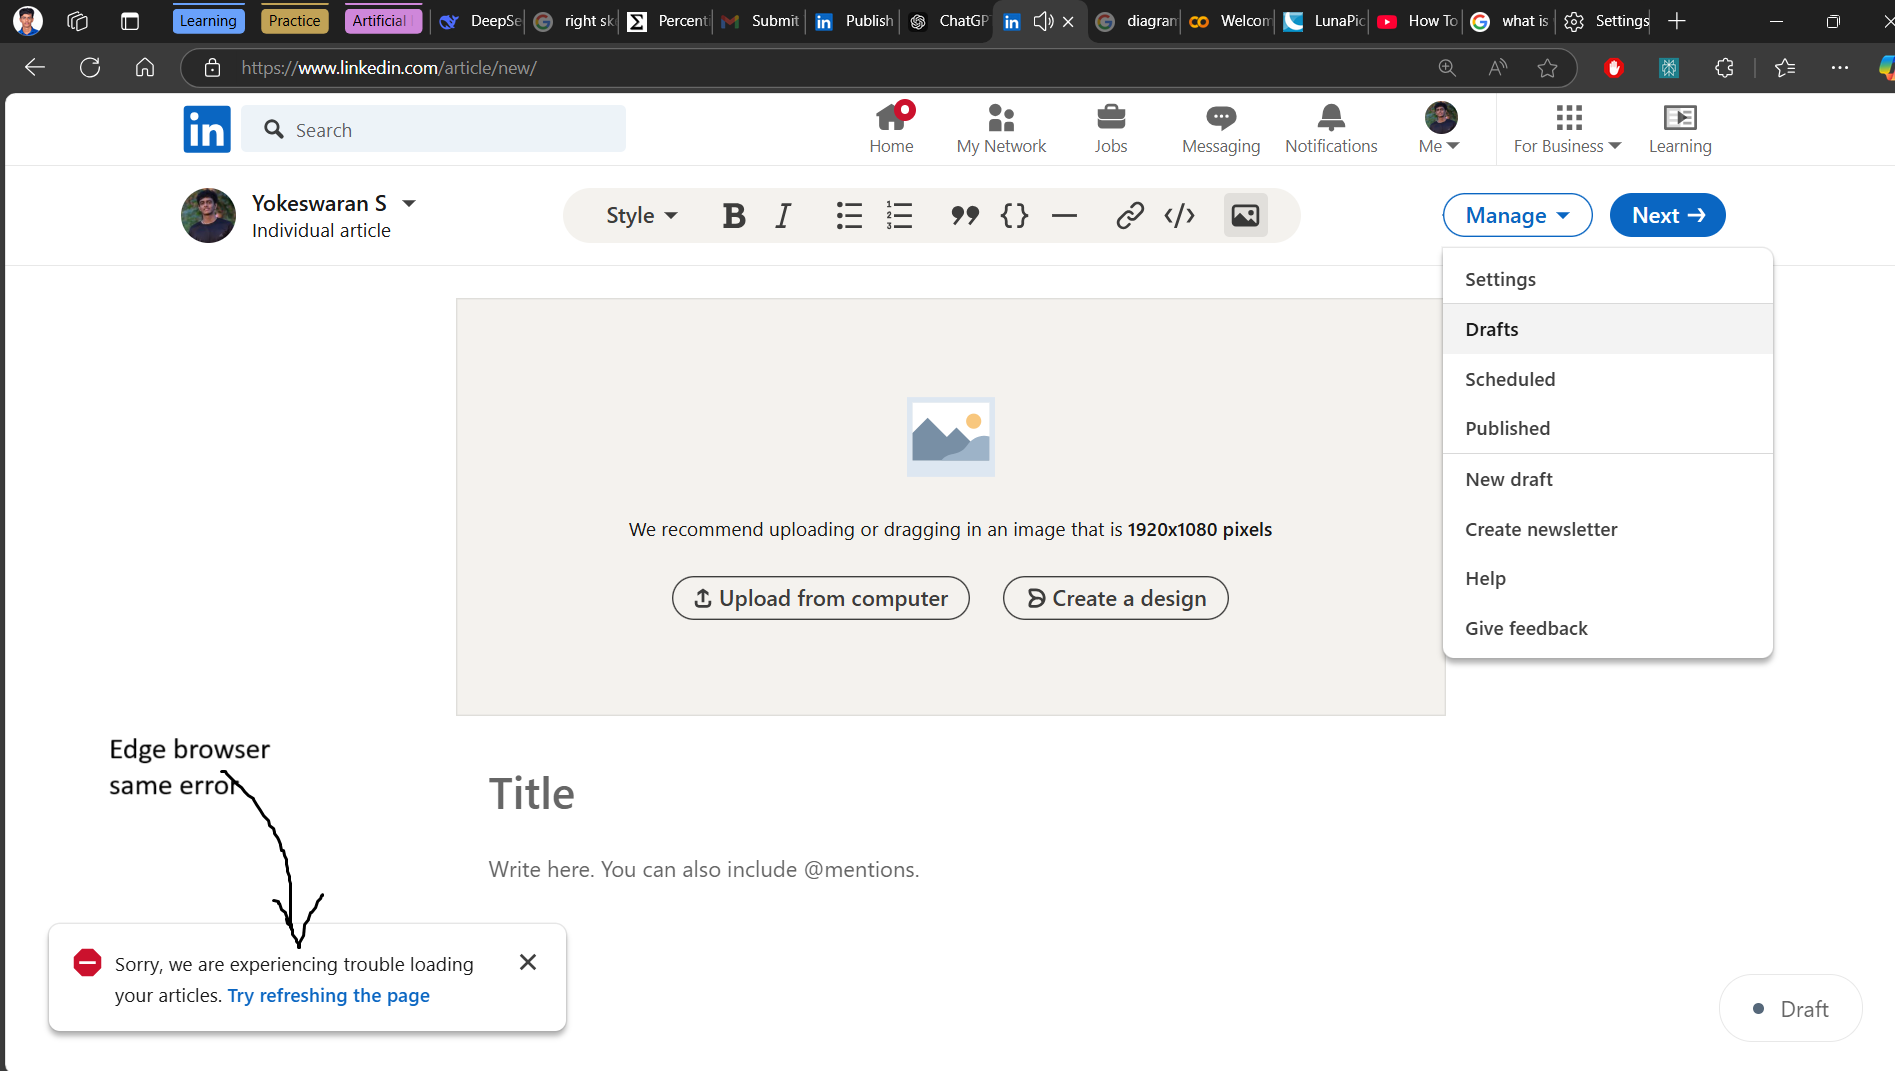 Learning
Practice
Artificial
DeepSe
right sk
Percenti
Submit
Publish
ChatGP
diagram
Welcom
LunaPic
How To
what is
Settings
https://www.linkedin.com/article/new/
in
Search
Home
My Network
Jobs
Messaging
Notifications
Me
For Business
Learning
Yokeswaran S
Individual article
Style
B I
Manage
Next →
Settings
Drafts
Scheduled
Published
New draft
Create newsletter
Help
Give feedback
We recommend uploading or dragging in an image that is 1920x1080 pixels
Upload from computer
Create a design
Edge browser
same error
Title
Write here. You can also include @mentions.
Sorry, we are experiencing trouble loading
your articles. Try refreshing the page
Draft